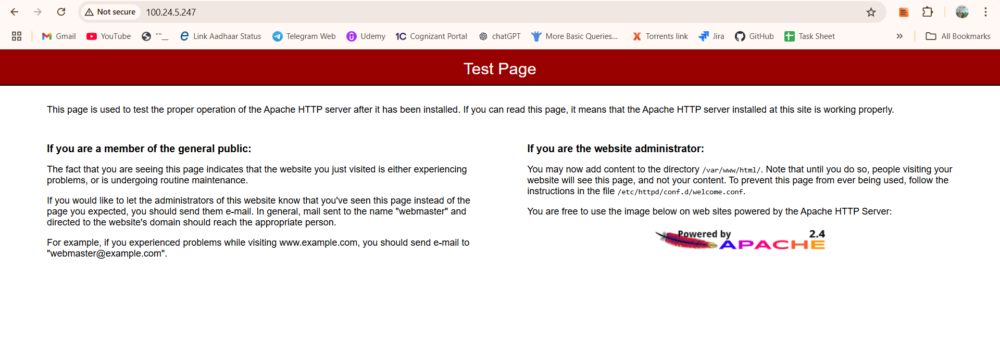 Not secure 100.24.5.247
Gmail YouTube ""__ Link Aadhaar Status Telegram Web Udemy 1C Cognizant Portal chatGPT More Basic Queries... X Torrents link Jira GitHub Task Sheet » All Bookmarks
Test Page
This page is used to test the proper operation of the Apache HTTP server after it has been installed. If you can read this page, it means that the Apache HTTP server installed at this site is working properly.
If you are a member of the general public:
The fact that you are seeing this page indicates that the website you just visited is either experiencing
problems, or is undergoing routine maintenance.
If you would like to let the administrators of this website know that you've seen this page instead of the
page you expected, you should send them e-mail. In general, mail sent to the name "webmaster" and
directed to the website's domain should reach the appropriate person.
For example, if you experienced problems while visiting www.example.com, you should send e-mail to
"webmaster@example.com".
If you are the website administrator:
You may now add content to the directory /var/www/html/. Note that until you do so, people visiting your
website will see this page, and not your content. To prevent this page from ever being used, follow the
instructions in the file /etc/httpd/conf.d/welcome.conf.
You are free to use the image below on web sites powered by the Apache HTTP Server:
Powered by 2.4
APACHE